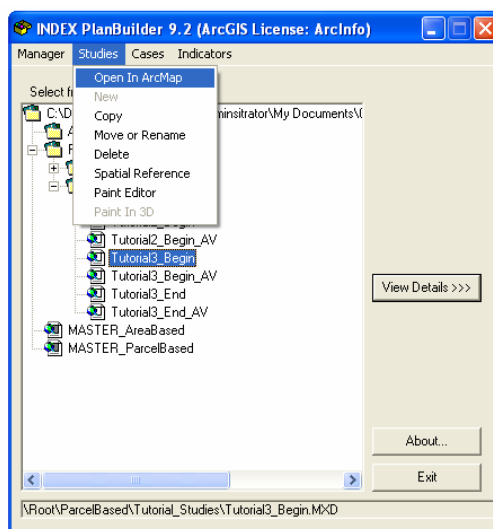 INDEX PlanBuilder 9.2 (ArcGIS License: ArcInfo)
Manager Studies Cases Indicators
Open In ArcMap
New
Copy
Move or Rename
Delete
Spatial Reference
Paint Editor
Paint In 3D
Select
C:\D
My Documents\
Tutorial2_Begin_AV
Tutorial3_Begin
Tutorial3_Begin_AV
Tutorial3_End
Tutorial3_End_AV
MASTER_AreaBased
MASTER_ParcelBased
View Details >>>
About...
Exit
\Root\ParcelBased\Tutorial_Studies\Tutorial3_Begin.MXD